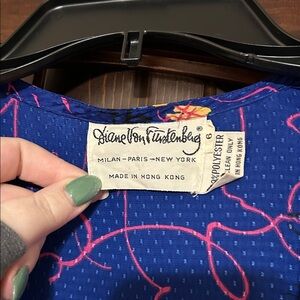 Diane Von Furstenberg®
MILAN – PARIS – NEW YORK
MADE IN HONG KONG
6
POLYESTER
CLEAN ONLY
IN HONG KONG